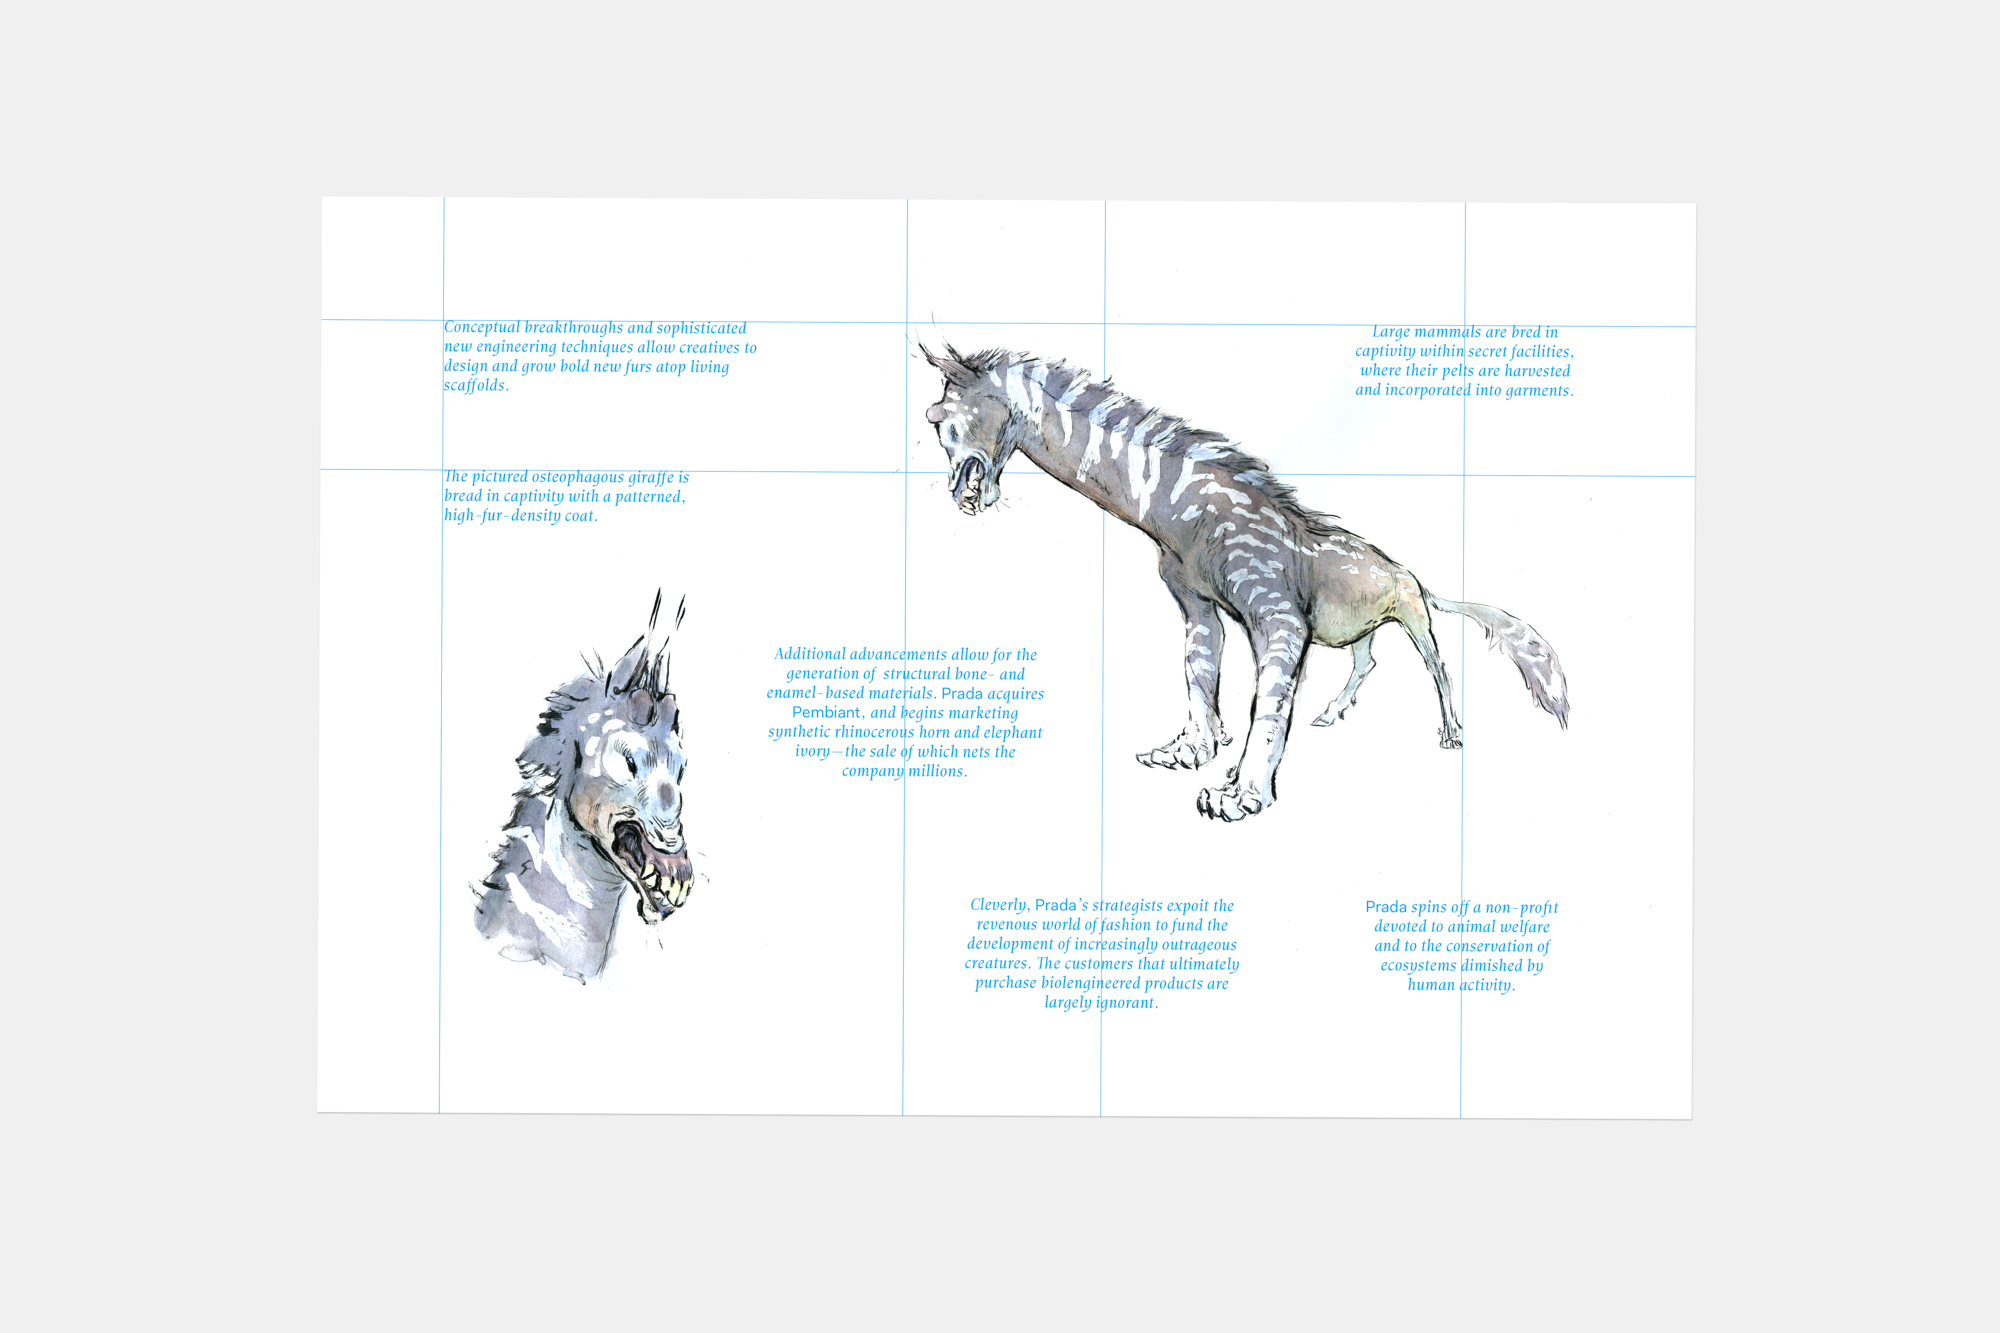 Conceptual breakthroughs and sophisticated
new engineering techniques allow creatives to
design and grow bold new furs atop living
scaffolds.
The pictured osteophagous giraffe is
bread in captivity with a patterned,
high-fur-density coat.
Large mammals are bred in
captivity within secret facilities,
where their pelts are harvested
and incorporated into garments.
Additional advancements allow for the
generation of structural bone- and
enamel-based materials. Prada acquires
Pembiant, and begins marketing
synthetic rhinocerous horn and elephant
ivory—the sale of which nets the
company millions.
Cleverly, Prada's strategists expoit the
revenous world of fashion to fund the
development of increasingly outrageous
creatures. The customers that ultimately
purchase biolengineered products are
largely ignorant.
Prada spins off a non-profit
devoted to animal welfare
and to the conservation of
ecosystems dimished by
human activity.